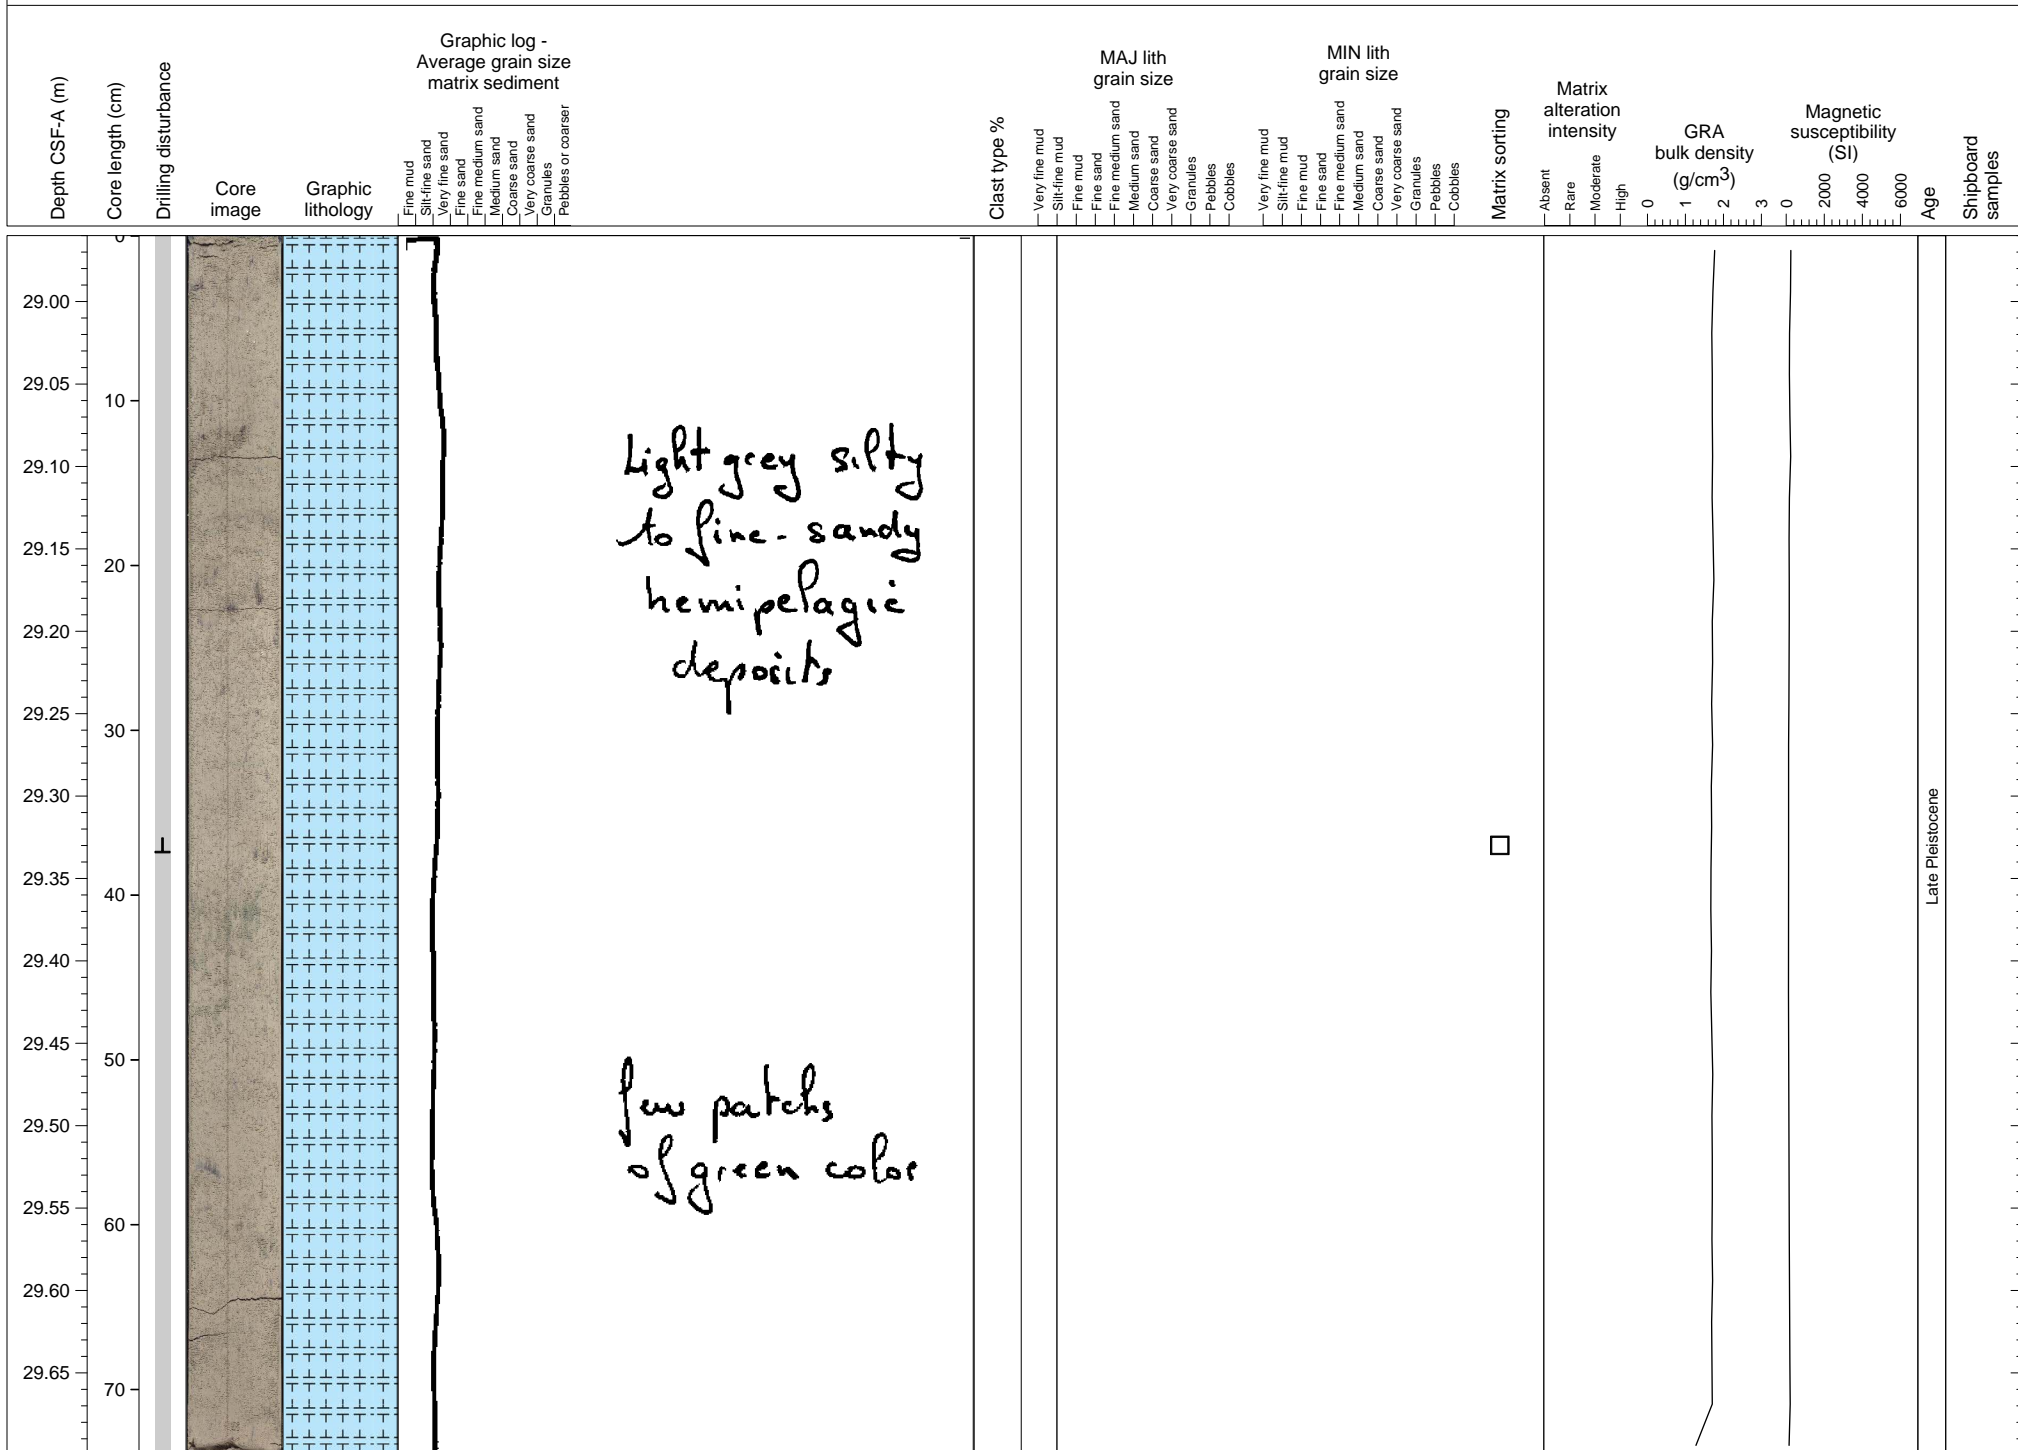 Graphic log -
Average grain size
matrix sediment
MAJ lith
grain size
MIN lith
grain size
Matrix
alteration
intensity
GRA
bulk density
(g/cm3)
Magnetic
susceptibility
(SI)
Depth CSF-A (m)
Core length (cm)
Drilling disturbance
Core
image
Graphic
lithology
Fine mud
Silt-fine sand
Very fine sand
Fine sand
Fine medium sand
Medium sand
Coarse sand
Very coarse sand
Granules
Pebbles or coarser
Clast type %
Very fine mud
Silt-fine mud
Fine mud
Fine sand
Fine medium sand
Medium sand
Coarse sand
Very coarse sand
Granules
Pebbles
Cobbles
Very fine mud
Silt-fine mud
Fine mud
Fine sand
Fine medium sand
Medium sand
Coarse sand
Very coarse sand
Granules
Pebbles
Cobbles
Matrix sorting
Absent
Rare
Moderate
High
0 1 2 3
0 2000 4000 6000
Age
Shipboard
samples
0
29.00
29.05
10
29.10
29.15
20
29.20
29.25
30
29.30
29.35
40
29.40
29.45
50
29.50
29.55
60
29.60
29.65
70
Light grey silty
to fine-sandy
hemipelagic
deposits
few patchs
of green color
Late Pleistocene